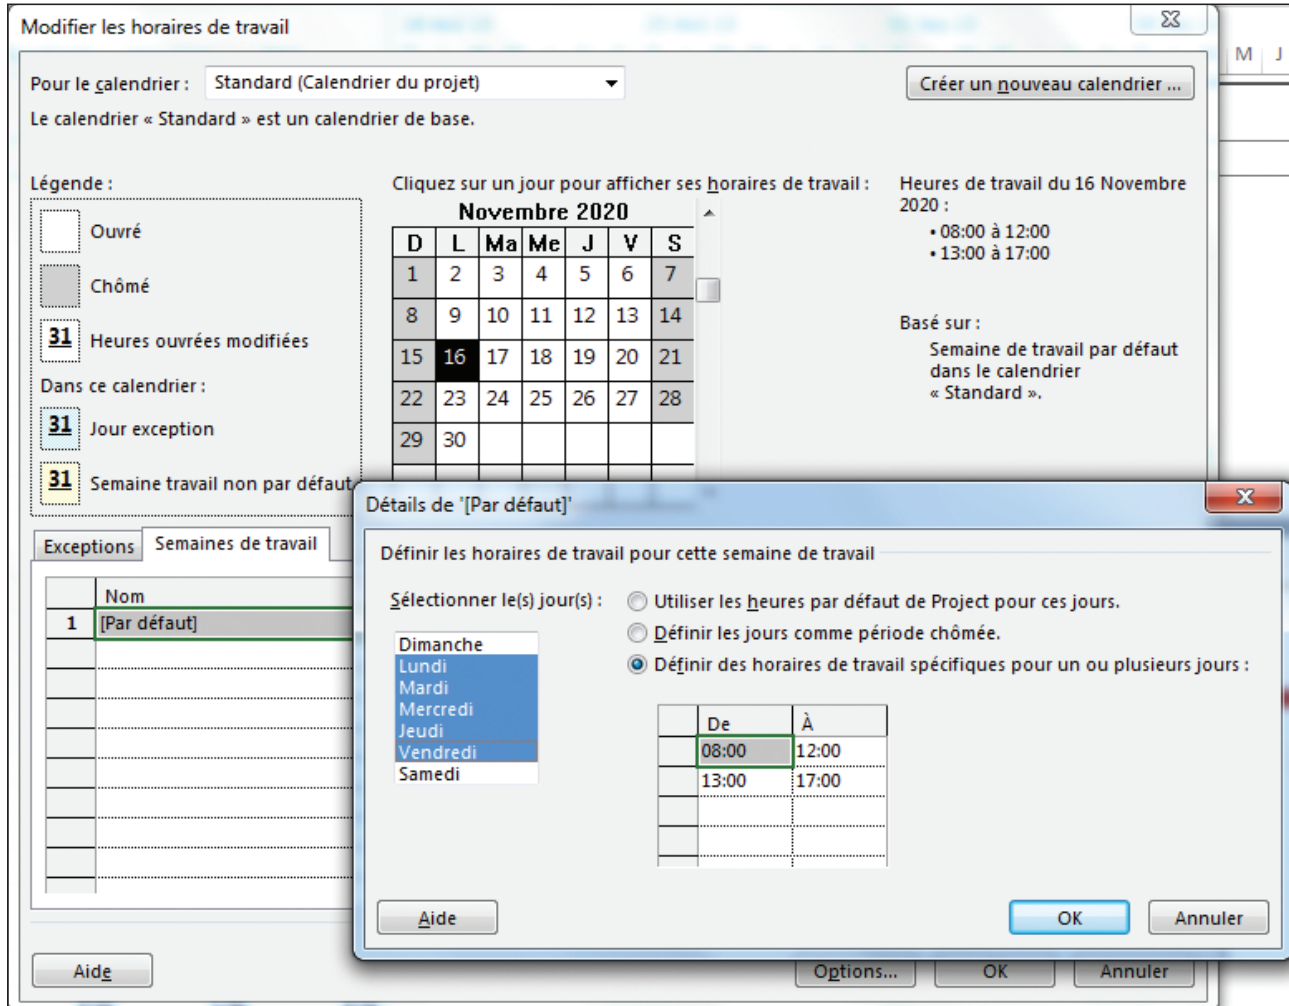 Modifier les horaires de travail
M J
Pour le calendrier : Standard (Calendrier du projet)
Créer un nouveau calendrier ...
Le calendrier « Standard » est un calendrier de base.
Légende :
Ouvré
Chômé
31 Heures ouvrées modifiées
Dans ce calendrier :
31 Jour exception
31 Semaine travail non par défaut
Cliquez sur un jour pour afficher ses horaires de travail :
Novembre 2020
D L Ma Me J V S
1 2 3 4 5 6 7
8 9 10 11 12 13 14
15 16 17 18 19 20 21
22 23 24 25 26 27 28
29 30
Heures de travail du 16 Novembre
2020 :
• 08:00 à 12:00
• 13:00 à 17:00
Basé sur :
Semaine de travail par défaut
dans le calendrier
« Standard ».
Exceptions Semaines de travail
Nom
1 [Par défaut]
Détails de '[Par défaut]'
Définir les horaires de travail pour cette semaine de travail
Sélectionner le(s) jour(s) :
Dimanche
Lundi
Mardi
Mercredi
Jeudi
Vendredi
Samedi
Utiliser les heures par défaut de Project pour ces jours.
Définir les jours comme période chômée.
Définir des horaires de travail spécifiques pour un ou plusieurs jours :
De À
08:00 12:00
13:00 17:00
Aide OK Annuler
Aide Options... OK Annuler